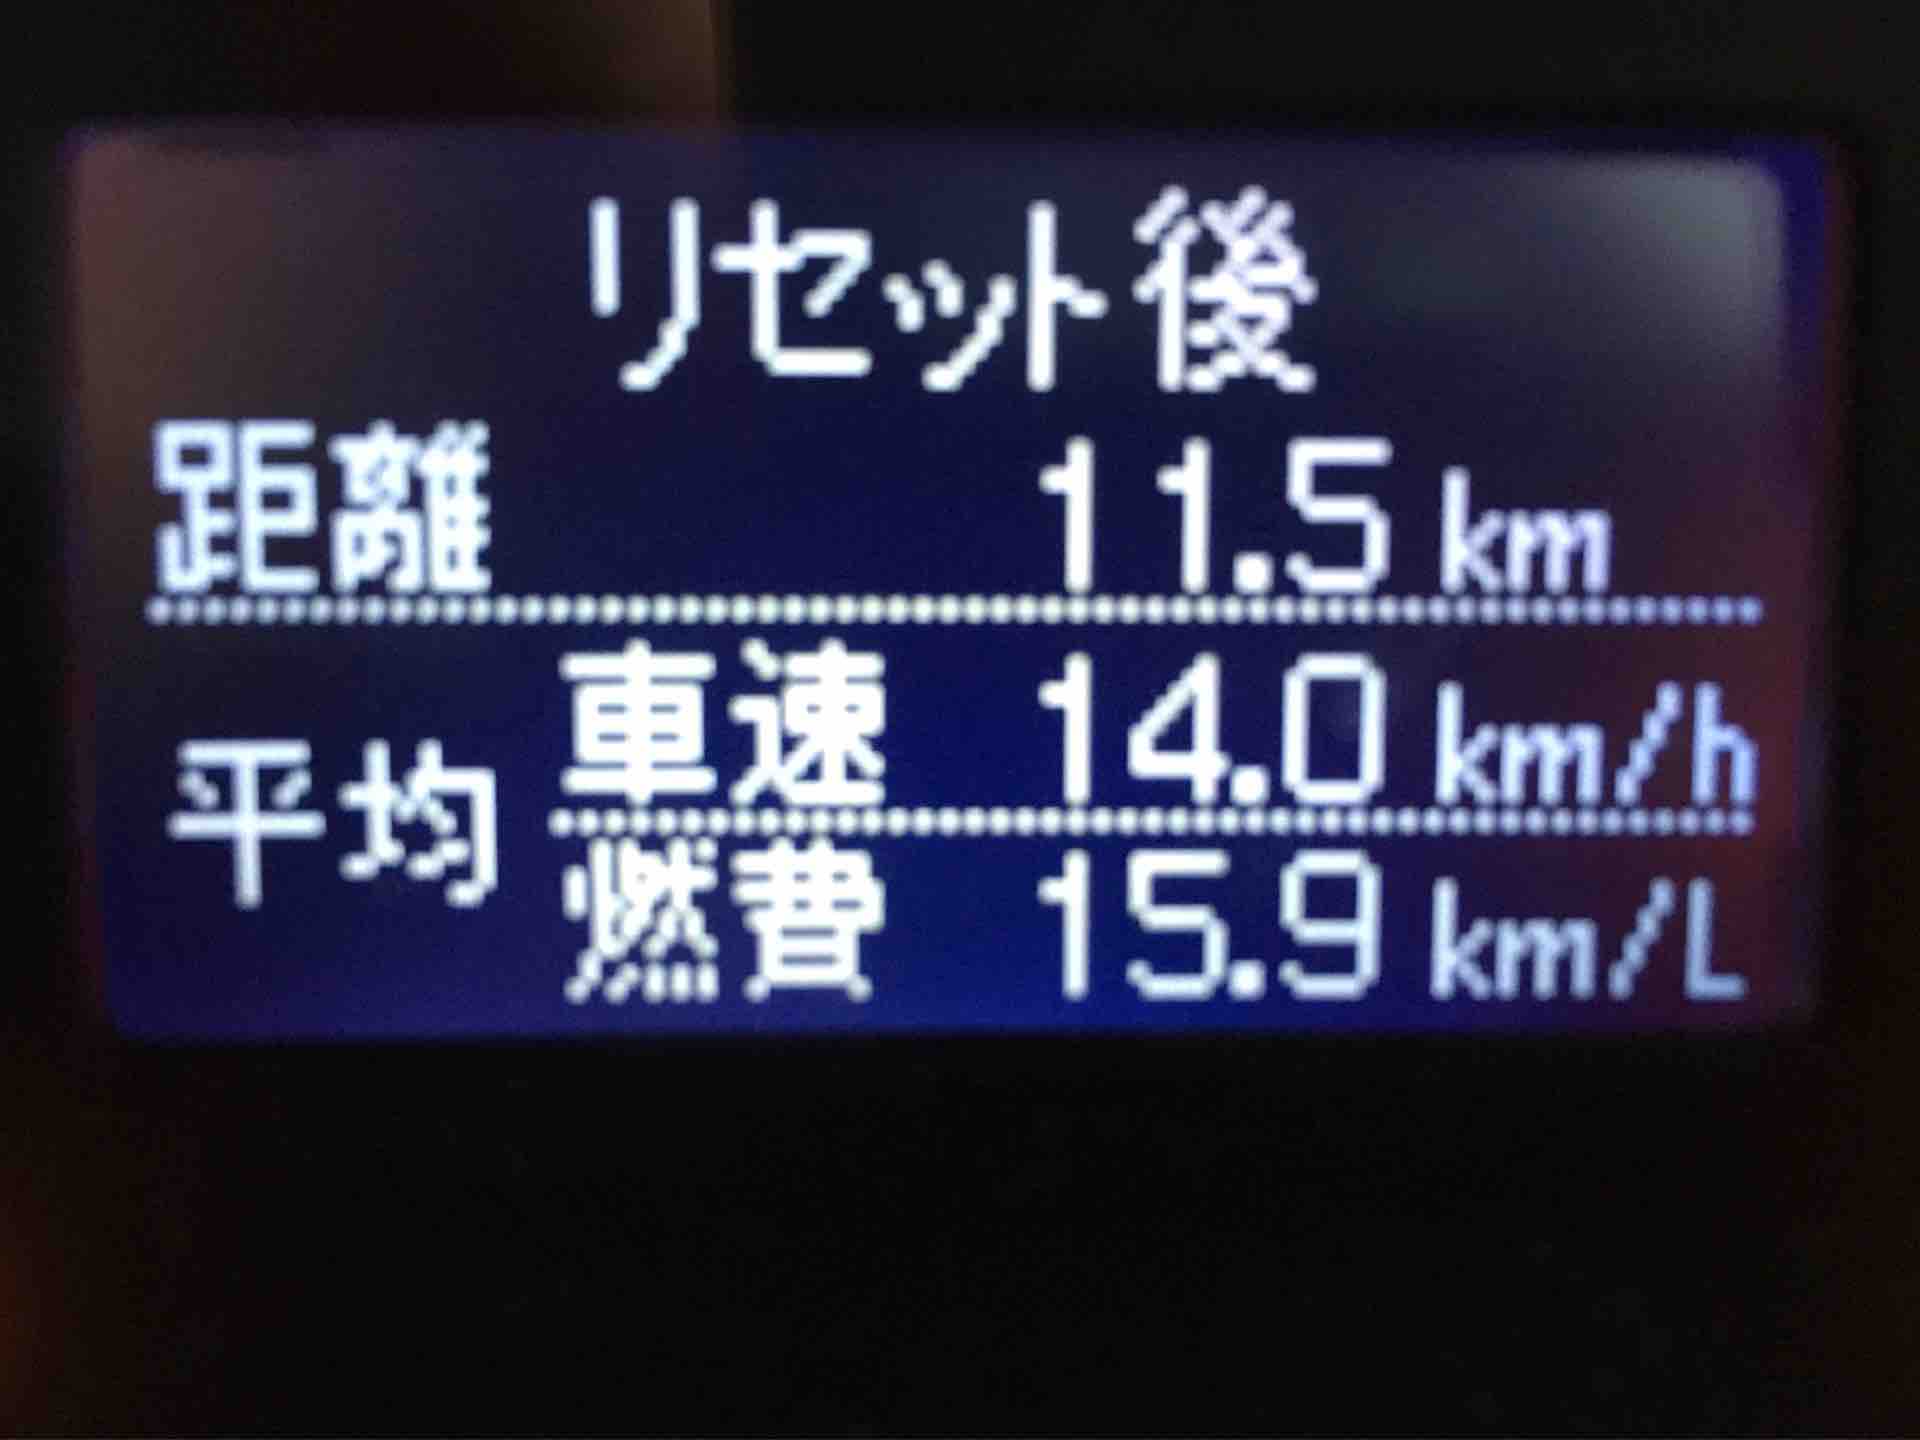 リセット後
距離 11.5 km
平均 車速 14.0 km/h
燃費 15.9 km/L